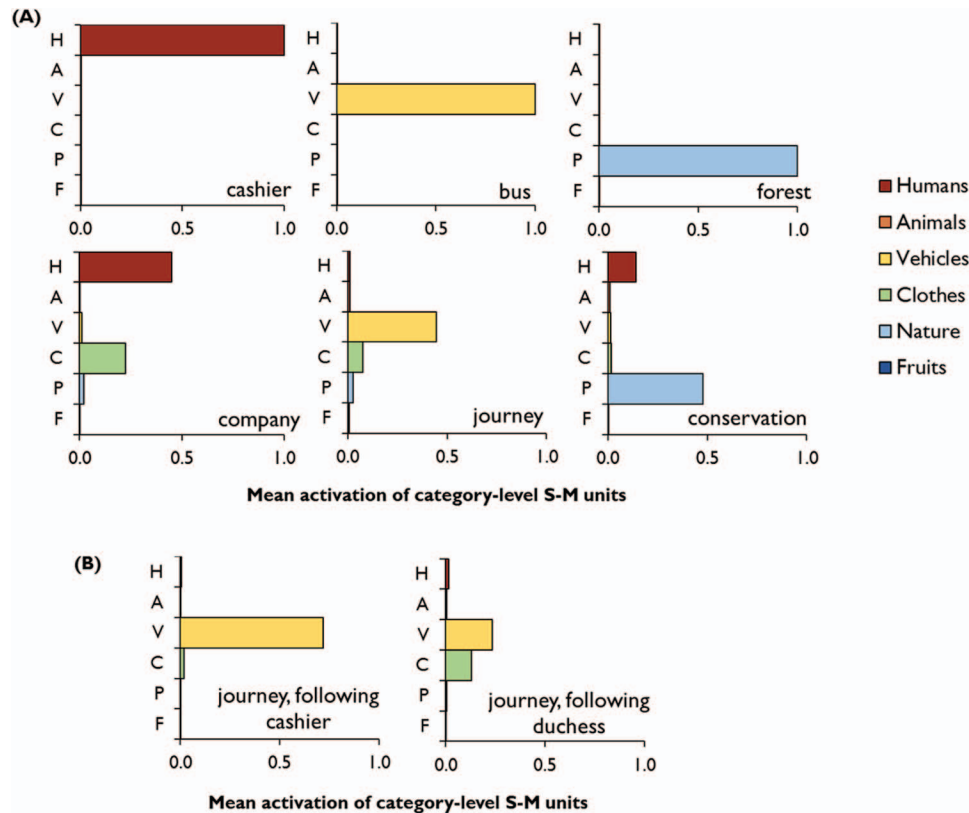 (A)
H
A
V
C
P
F
cashier
0.0 0.5 1.0
H
A
V
C
P
F
bus
0.0 0.5 1.0
H
A
V
C
P
F
forest
0.0 0.5 1.0
Humans
Animals
Vehicles
Clothes
Nature
Fruits
H
A
V
C
P
F
company
0.0 0.5 1.0
H
A
V
C
P
F
journey
0.0 0.5 1.0
H
A
V
C
P
F
conservation
0.0 0.5 1.0
Mean activation of category-level S-M units
(B)
H
A
V
C
P
F
journey, following
cashier
0.0 0.5 1.0
H
A
V
C
P
F
journey, following
duchess
0.0 0.5 1.0
Mean activation of category-level S-M units